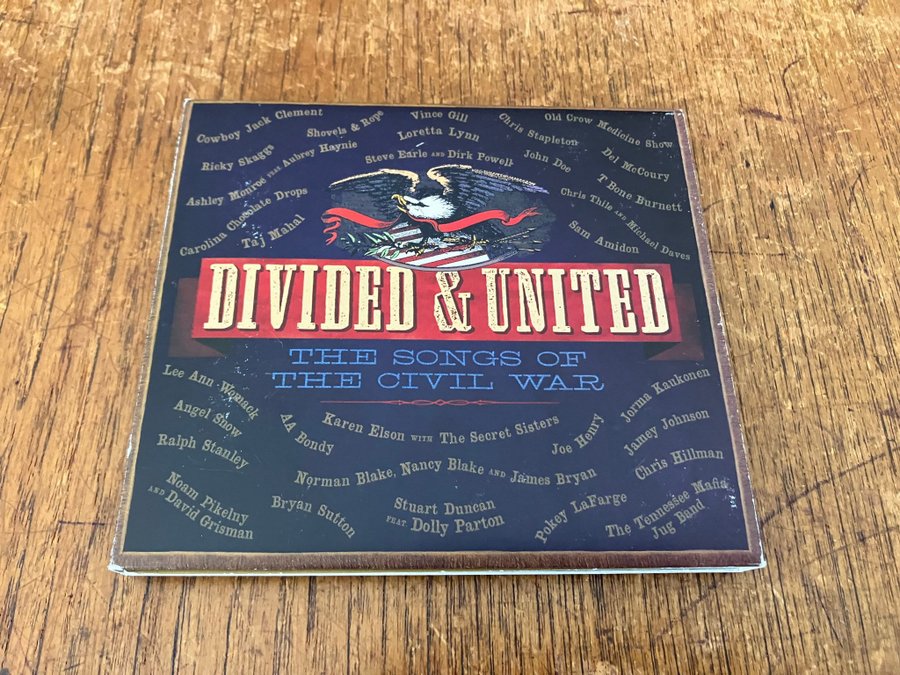 Cowboy Jack Clement
Shovels & Rope
Vince Gill
Chris Stapleton
Old Crow Medicine Show
Ricky Skaggs
Loretta Lynn
Del McCoury
Ashley Monroe FEAT Aubrey Haynie
Steve Earle AND Dirk Powell
John Doe
T Bone Burnett
Carolina Chocolate Drops
Chris Thile AND Michael Daves
Taj Mahal
Sam Amidon
DIVIDED & UNITED
THE SONGS OF
THE CIVIL WAR
Lee Ann Womack
Jorma Kaukonen
Angel Snow
AA Bondy
Karen Elson WITH The Secret Sisters
Joe Henry
Jamey Johnson
Ralph Stanley
Norman Blake, Nancy Blake AND James Bryan
Chris Hillman
Noam Pikelny
AND David Grisman
Bryan Sutton
Stuart Duncan
FEAT Dolly Parton
Pokey LaFarge
The Tennessee Mafia
Jug Band